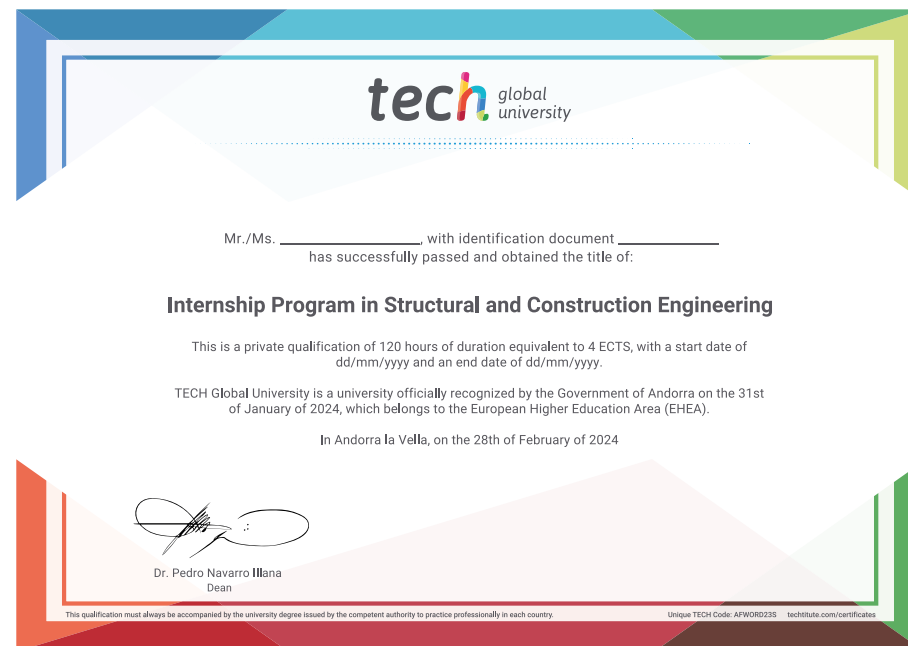 tech global
university
Mr./Ms. ____________________, with identification document ______________
has successfully passed and obtained the title of:
Internship Program in Structural and Construction Engineering
This is a private qualification of 120 hours of duration equivalent to 4 ECTS, with a start date of
dd/mm/yyyy and an end date of dd/mm/yyyy.
TECH Global University is a university officially recognized by the Government of Andorra on the 31st
of January of 2024, which belongs to the European Higher Education Area (EHEA).
In Andorra la Vella, on the 28th of February of 2024
Dr. Pedro Navarro Illana
Dean
This qualification must always be accompanied by the university degree issued by the competent authority to practice professionally in each country. Unique TECH Code: AFWORD23S techtitute.com/certificates